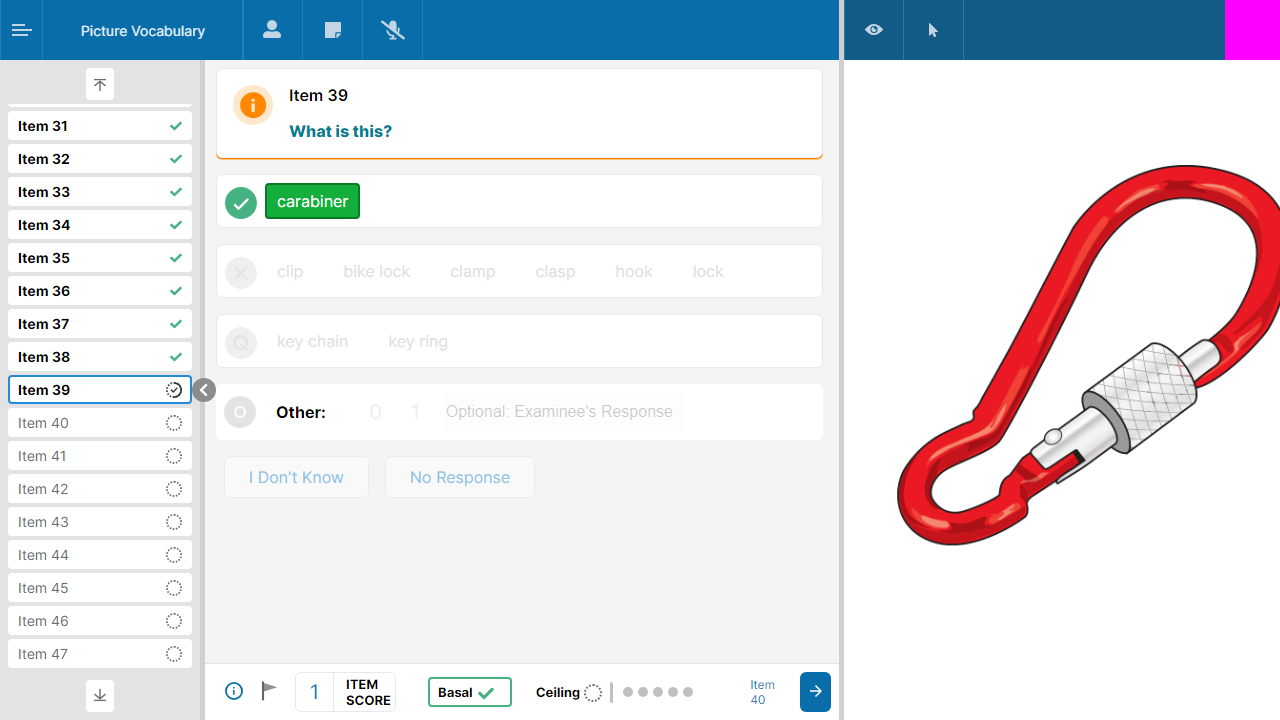 Picture Vocabulary
Item 31
Item 32
Item 33
Item 34
Item 35
Item 36
Item 37
Item 38
Item 39
Item 40
Item 41
Item 42
Item 43
Item 44
Item 45
Item 46
Item 47
Item 39
What is this?
carabiner
clip bike lock clamp clasp hook lock
Q key chain key ring
Other: 0 1 Optional: Examinee's Response
I Don’t Know No Response
1 ITEM SCORE Basal Ceiling Item 40